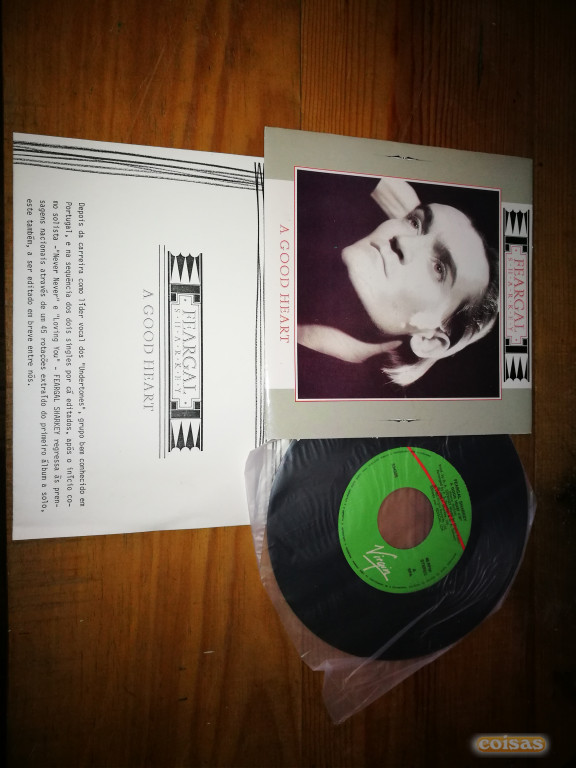 FEARGAL
SHARKEY
A GOOD HEART
Depois da carreira como líder vocal dos "Undertones", grupo bem conhecido em
Portugal, e na sequência dos dois singles por cá editados, após o início co-
mo solista -"Never Never" e "Loving You" - FEARGAL SHARKEY regressa às pren-
sagens nacionais através de um 45 rotações extraído do primeiro álbum a solo,
este também, a ser editado em breve entre nós.
FEARGAL
SHARKEY
A GOOD HEART
Virgin
coisas